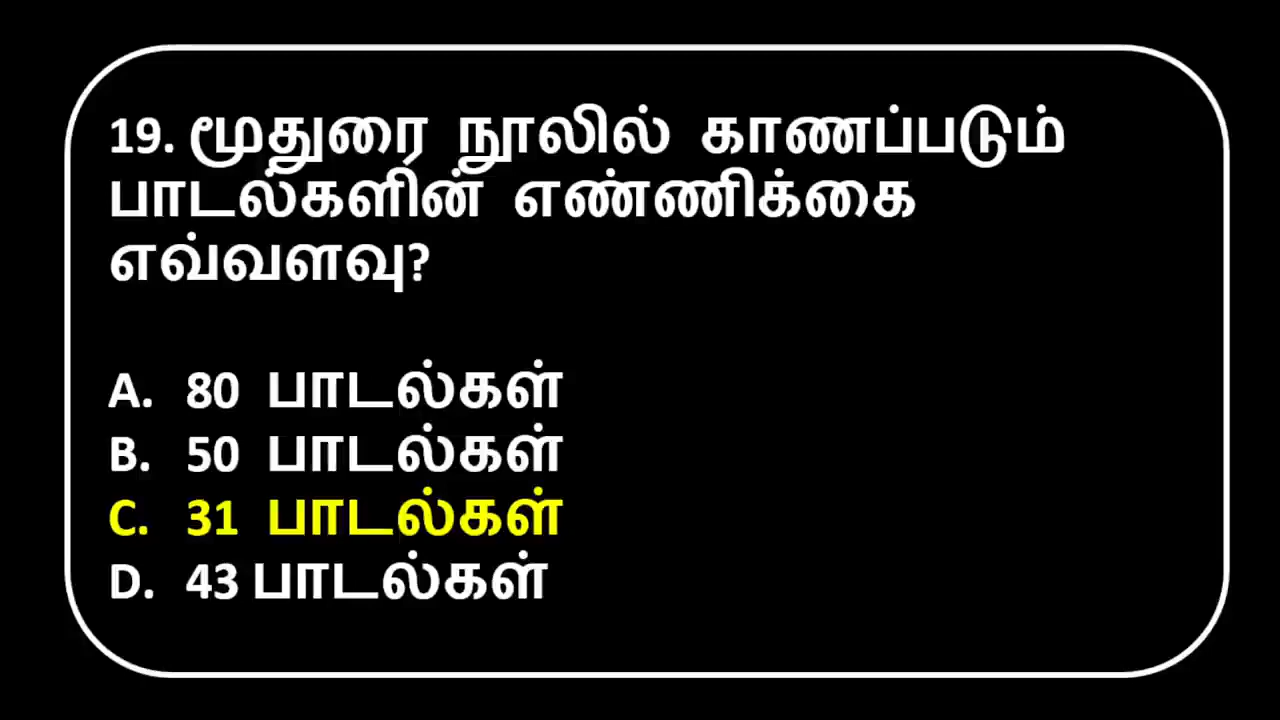 19. மூதுரை நூலில் காணப்படும்
பாடல்களின் எண்ணிக்கை
எவ்வளவு?
A. 80 பாடல்கள்
B. 50 பாடல்கள்
C. 31 பாடல்கள்
D. 43 பாடல்கள்